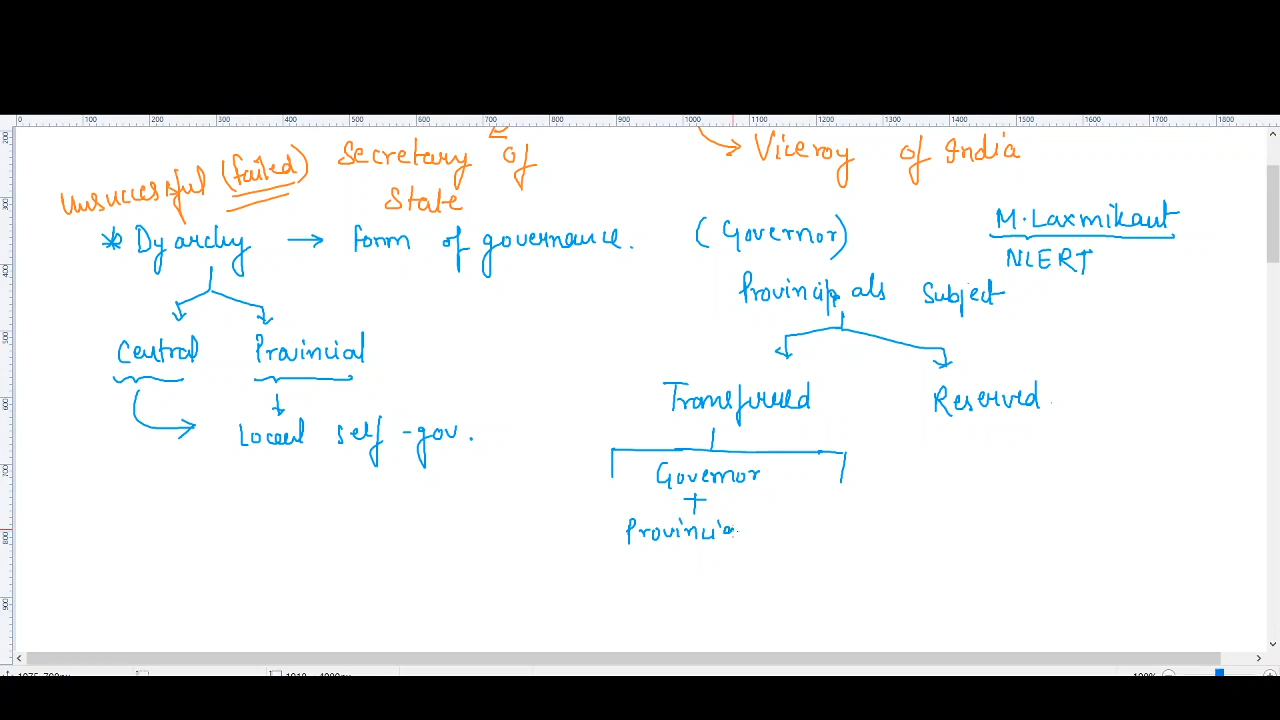 Secretary of
State
Viceroy of India
Unsuccessful (failed)
* Dyarchy → form of governance.
(Governor)
M. Laxmikant
NCERT
Provincipals Subject
Central
Provincial
Local self-gov.
Transferred
Reserved
Governor
+
Provincia